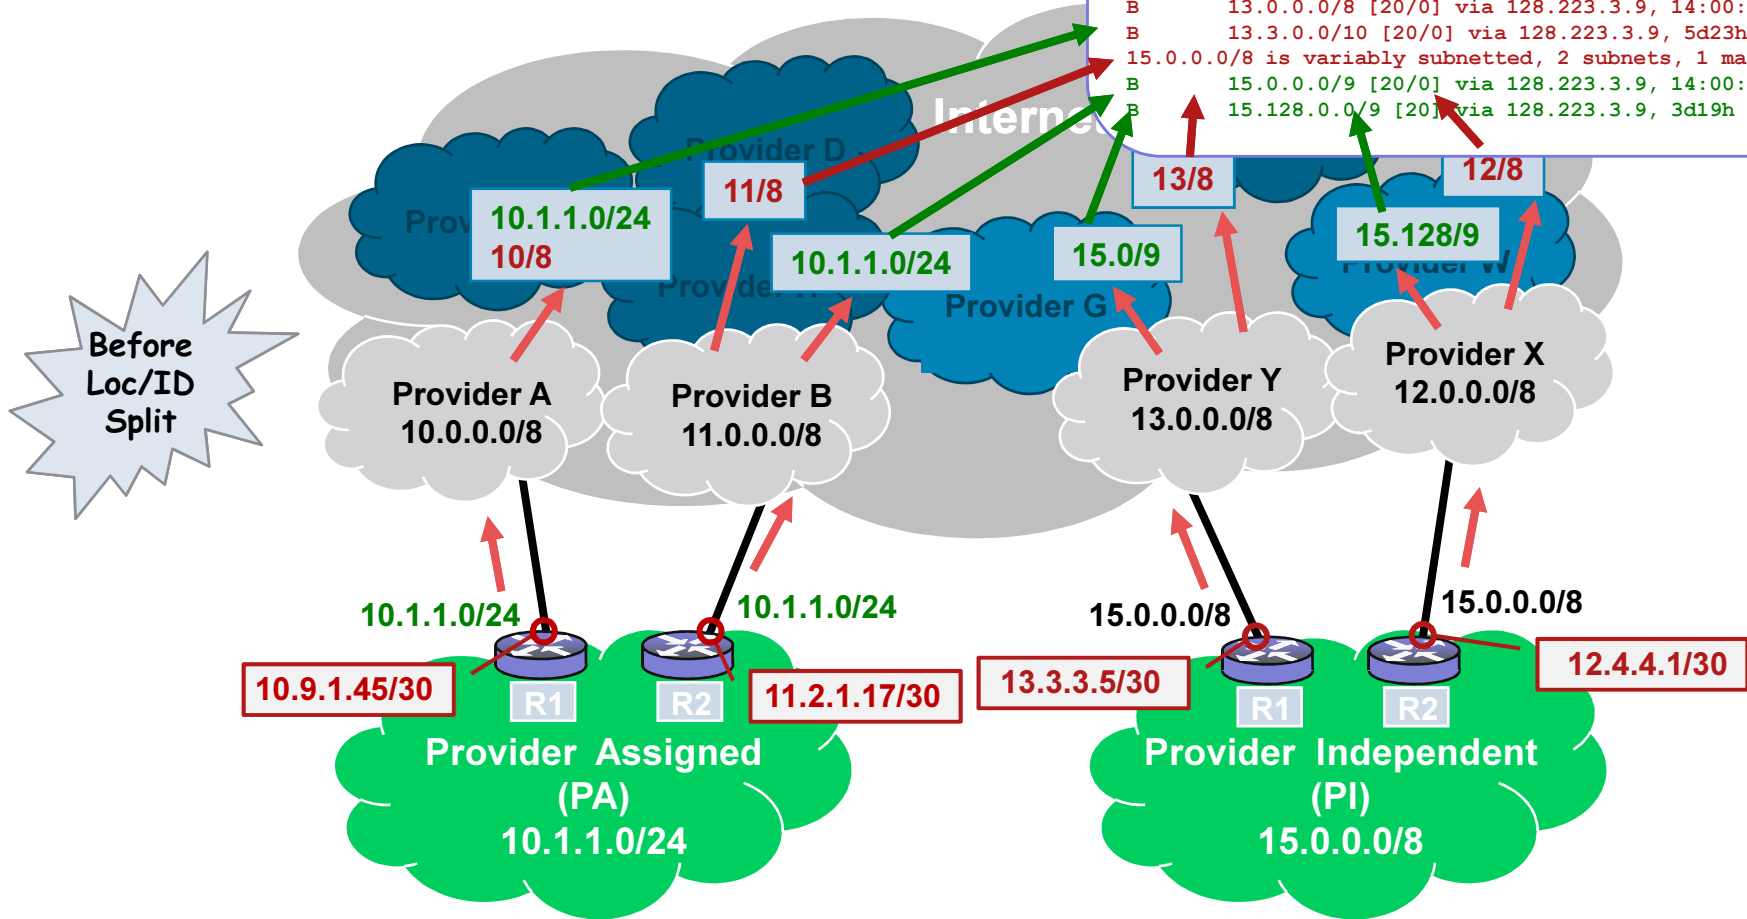 B 13.0.0.0/8 [20/0] via 128.223.3.9, 14:00:
B 13.3.0.0/10 [20/0] via 128.223.3.9, 5d23h
15.0.0.0/8 is variably subnetted, 2 subnets, 1 ma
B 15.0.0.0/9 [20/0] via 128.223.3.9, 14:00:
B 15.128.0.0/9 [20] via 128.223.3.9, 3d19h
Interne
Provider D
11/8
13/8
12/8
Prov
10.1.1.0/24
10/8
10.1.1.0/24
15.0/9
15.128/9
Provider W
Provider G
Before
Loc/ID
Split
Provider A
10.0.0.0/8
Provider B
11.0.0.0/8
Provider Y
13.0.0.0/8
Provider X
12.0.0.0/8
10.1.1.0/24
10.1.1.0/24
15.0.0.0/8
15.0.0.0/8
10.9.1.45/30
R1
R2
11.2.1.17/30
13.3.3.5/30
R1
R2
12.4.4.1/30
Provider Assigned
(PA)
10.1.1.0/24
Provider Independent
(PI)
15.0.0.0/8